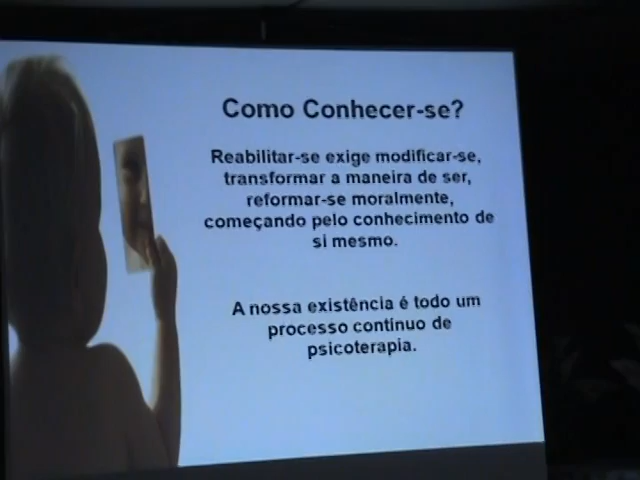 Como Conhecer-se?
Reabilitar-se exige modificar-se,
transformar a maneira de ser,
reformar-se moralmente,
começando pelo conhecimento de
si mesmo.
A nossa existência é todo um
processo contínuo de
psicoterapia.